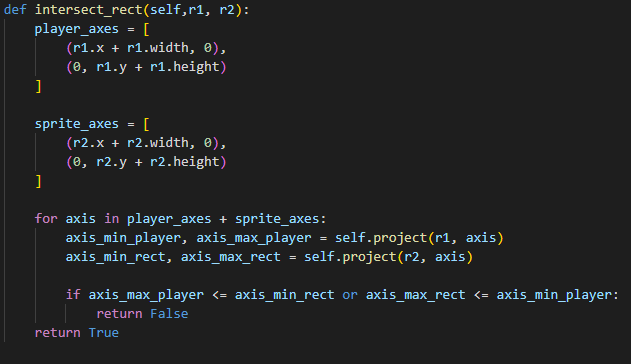 def intersect_rect(self,r1, r2):
    player_axes = [
        (r1.x + r1.width, 0),
        (0, r1.y + r1.height)
    ]
    sprite_axes = [
        (r2.x + r2.width, 0),
        (0, r2.y + r2.height)
    ]
    for axis in player_axes + sprite_axes:
        axis_min_player, axis_max_player = self.project(r1, axis)
        axis_min_rect, axis_max_rect = self.project(r2, axis)
        if axis_max_player <= axis_min_rect or axis_max_rect <= axis_min_player:
            return False
    return True